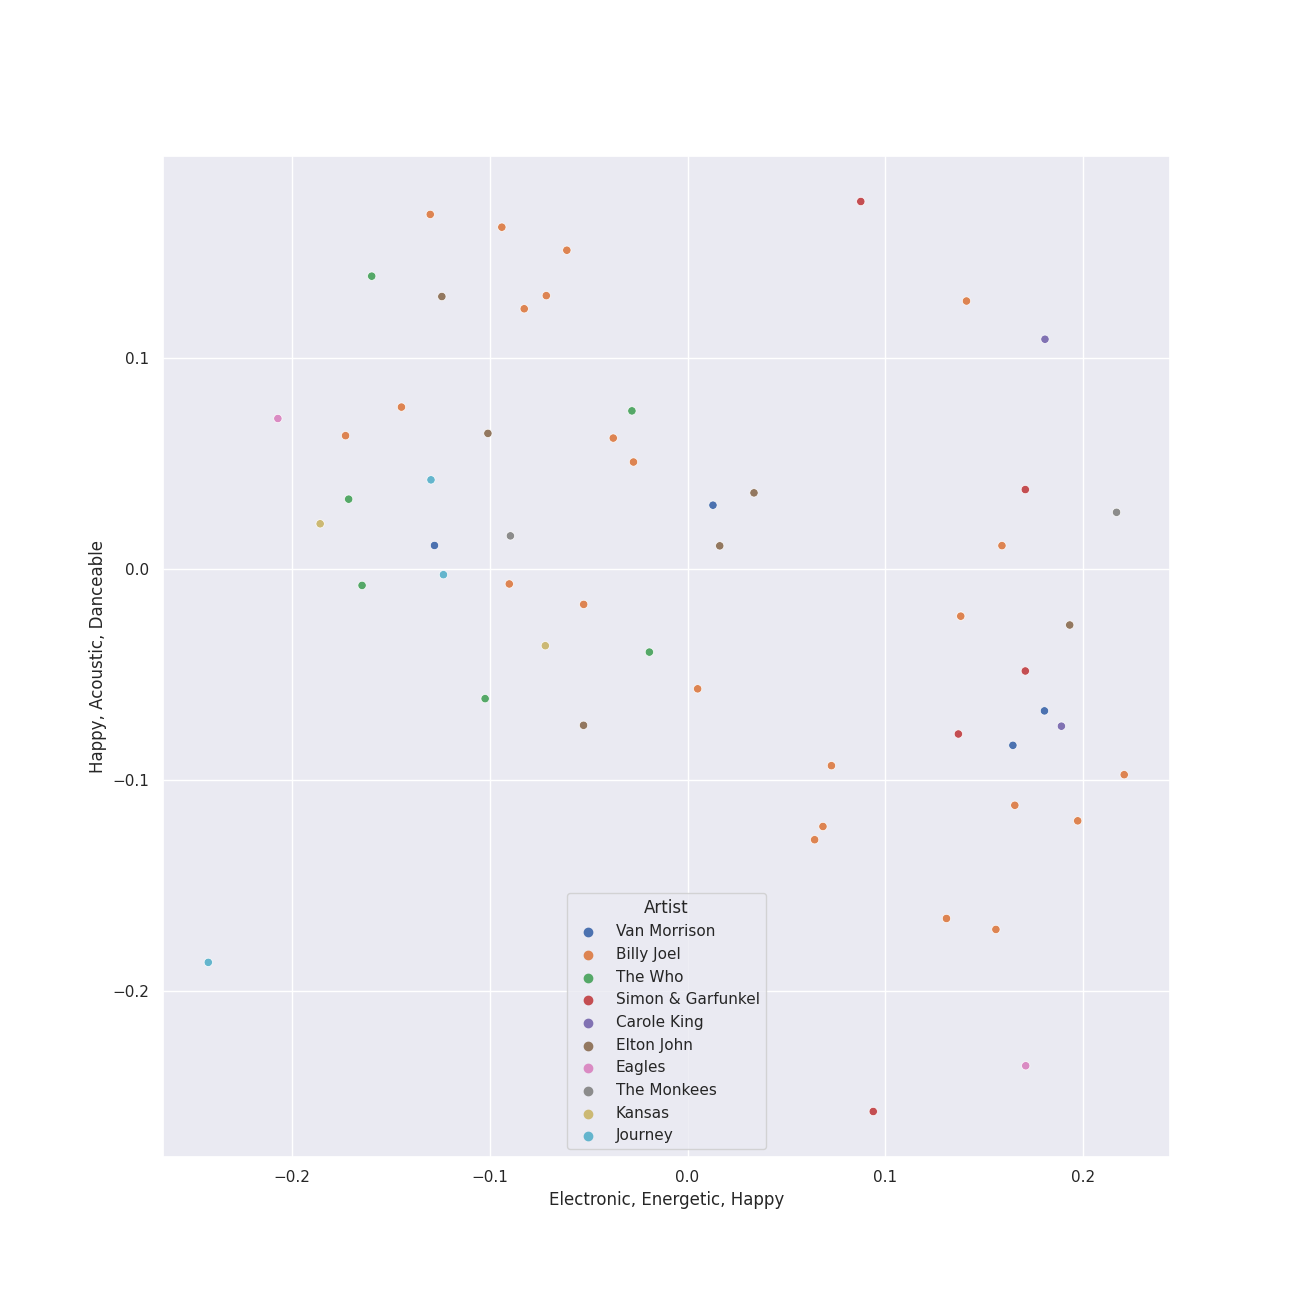 0.1
0.0
−0.1
−0.2
Happy, Acoustic, Danceable
Artist
Van Morrison
Billy Joel
The Who
Simon & Garfunkel
Carole King
Elton John
Eagles
The Monkees
Kansas
Journey
−0.2 −0.1 0.0 0.1 0.2
Electronic, Energetic, Happy